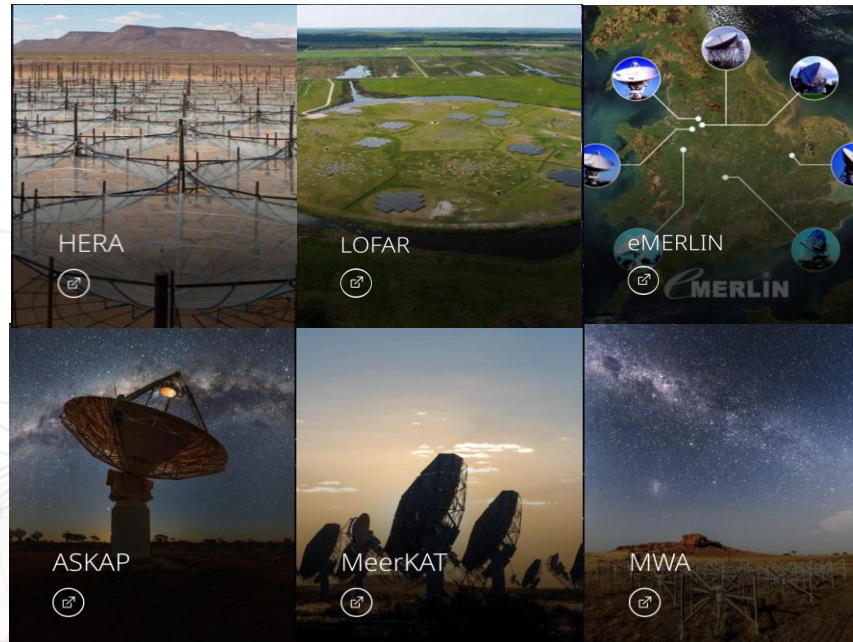 HERA
LOFAR
eMERLIN
eMERLIN
ASKAP
MeerKAT
MWA